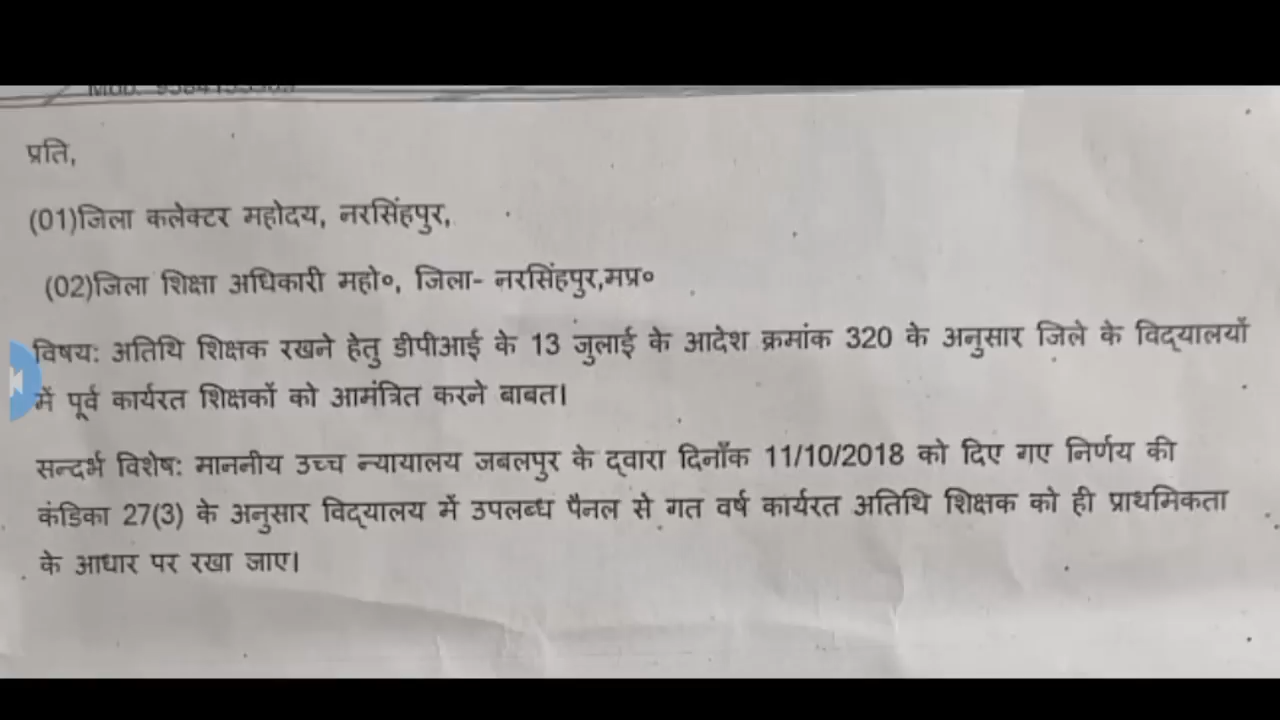 प्रति,
(01)जिला कलेक्टर महोदय, नरसिंहपुर,
(02)जिला शिक्षा अधिकारी महो०, जिला- नरसिंहपुर,मप्र०
विषय: अतिथि शिक्षक रखने हेतु डीपीआई के 13 जुलाई के आदेश क्रमांक 320 के अनुसार जिले के विद्यालयों
में पूर्व कार्यरत शिक्षकों को आमंत्रित करने बाबत।
सन्दर्भ विशेष: माननीय उच्च न्यायालय जबलपुर के द्वारा दिनाँक 11/10/2018 को दिए गए निर्णय की
कंडिका 27(3) के अनुसार विद्यालय में उपलब्ध पैनल से गत वर्ष कार्यरत अतिथि शिक्षक को ही प्राथमिकता
के आधार पर रखा जाए।